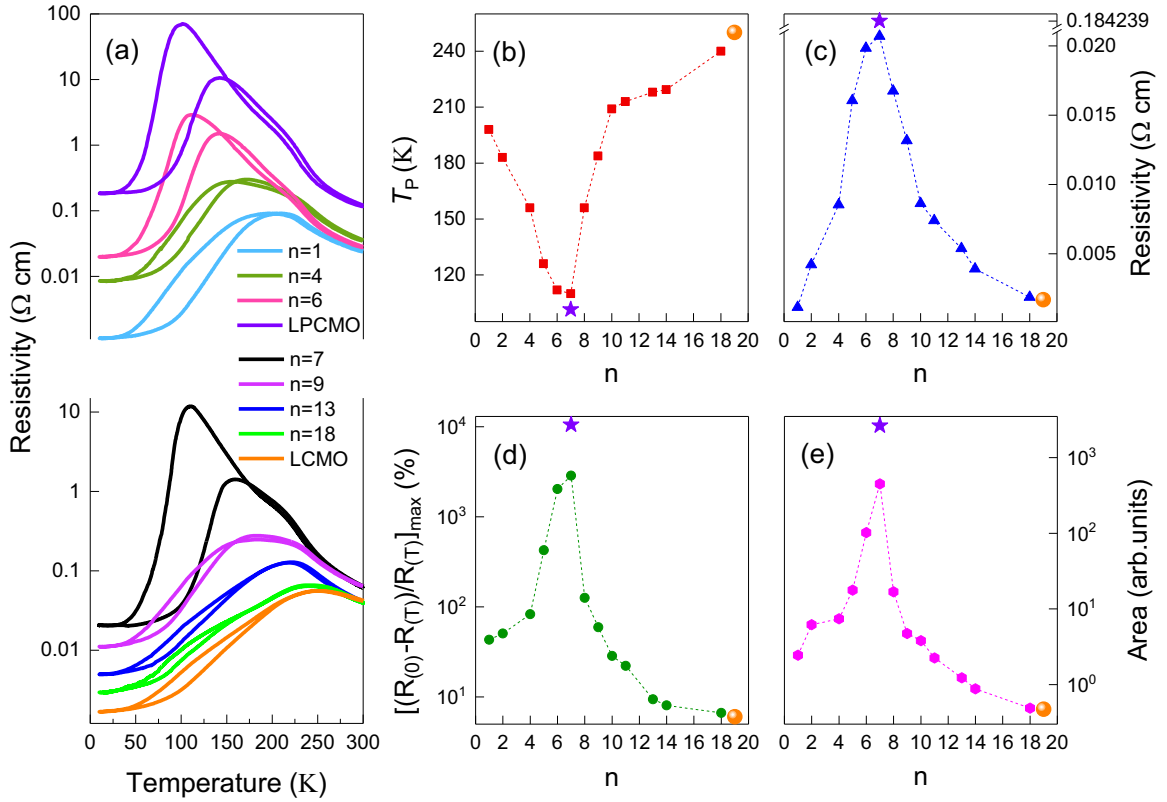 (a)
100
10
1
0.1
0.01
n=1
n=4
n=6
LPCMO
n=7
n=9
n=13
n=18
LCMO
10
1
0.1
0.01
0 50 100 150 200 250 300
Temperature (K)
Resistivity (Ω cm)
(b)
240
210
180
150
120
T_P (K)
0 2 4 6 8 10 12 14 16 18 20
n
(c)
0.184239
0.020
0.015
0.010
0.005
Resistivity (Ω cm)
0 2 4 6 8 10 12 14 16 18 20
n
(d)
10^4
10^3
10^2
10^1
[(R(0)-R(T))/R(T)]max (%)
0 2 4 6 8 10 12 14 16 18 20
n
(e)
10^3
10^2
10^1
10^0
Area (arb.units)
0 2 4 6 8 10 12 14 16 18 20
n